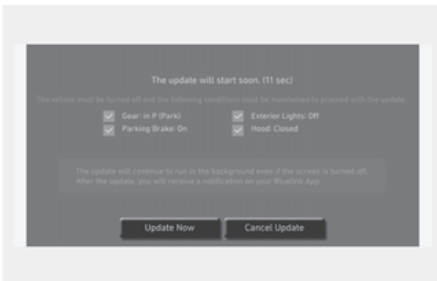 The update will start soon. (11 sec)
The vehicle must be turned off and the following conditions must be maintained to proceed with the update.
Gear: in P (Park)
Exterior Lights: Off
Parking Brake: On
Hood: Closed
The update will continue to run in the background even if the screen is turned off.
After the update, you will receive a notification on your Bluelink App
Update Now
Cancel Update